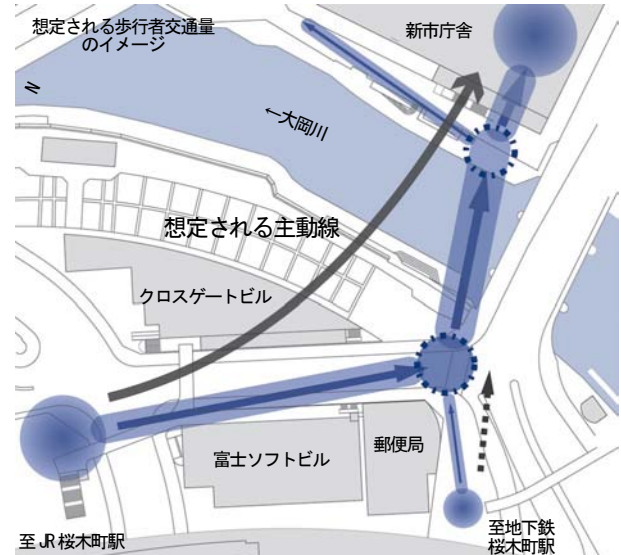 想定される歩行者交通量
のイメージ
新市庁舎
N
←大岡川
想定される主動線
クロスゲートビル
富士ソフトビル
郵便局
至JR桜木町駅
至地下鉄
桜木町駅